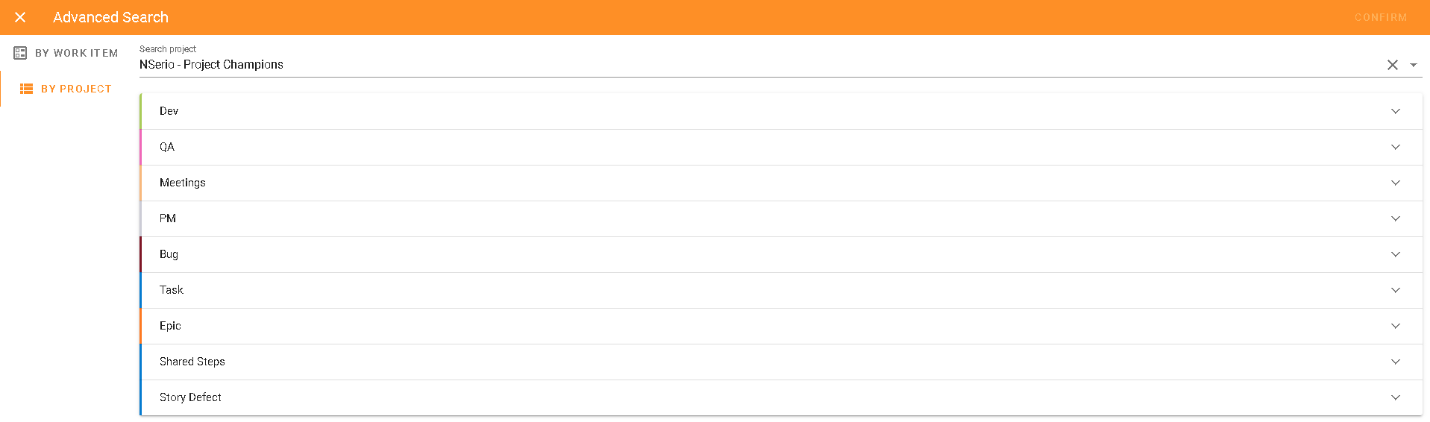 Advanced Search
CONFIRM
BY WORK ITEM
BY PROJECT
Search project
NSerio - Project Champions
Dev
QA
Meetings
PM
Bug
Task
Epic
Shared Steps
Story Defect